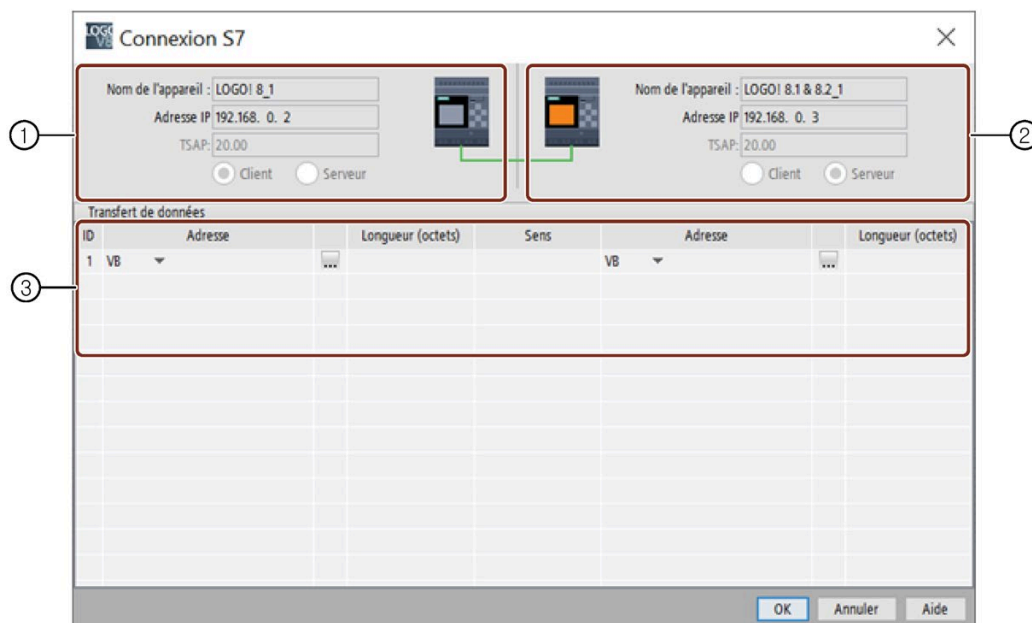 LOGO V8 Connexion S7
Nom de l'appareil : LOGO! 8_1
Adresse IP 192.168. 0. 2
TSAP: 20.00
Client Serveur
Nom de l'appareil : LOGO! 8.1 & 8.2_1
Adresse IP 192.168. 0. 3
TSAP: 20.00
Client Serveur
1
2
Transfert de données
ID Adresse Longueur (octets) Sens Adresse Longueur (octets)
1 VB ... VB ...
3
OK Annuler Aide